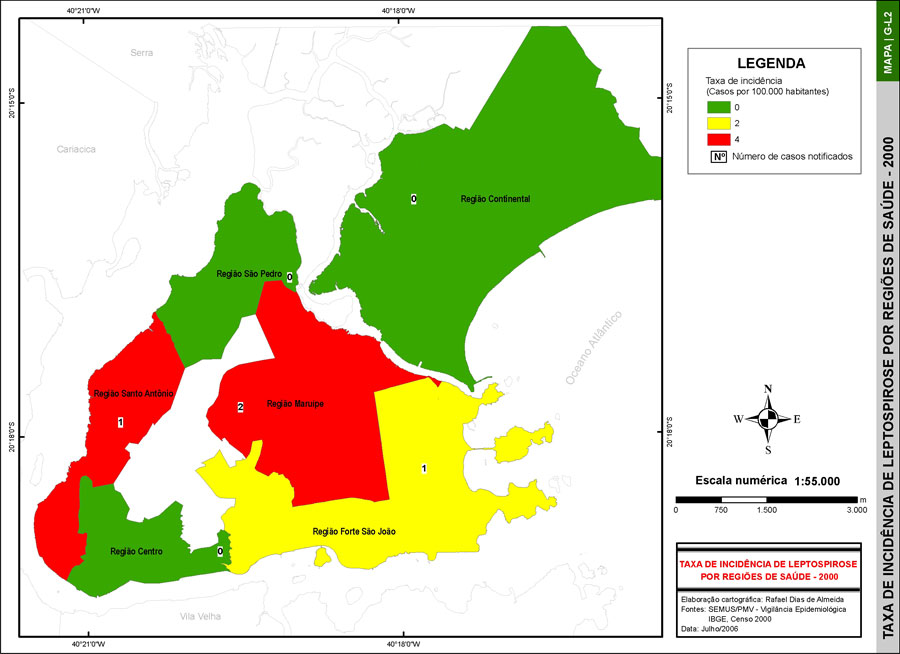 40°21'0"W
40°18'0"W
MAPA | G-L2
TAXA DE INCIDÊNCIA DE LEPTOSPIROSE POR REGIÕES DE SAÚDE - 2000
20°15'0"S
20°15'0"S
Serra
Cariacica
LEGENDA
Taxa de incidência
(Casos por 100.000 habitantes)
0
2
4
Nº Número de casos notificados
0
Região Continental
Região São Pedro
0
Oceano Atlântico
Região Santo Antônio
1
2
Região Maruípe
20°18'0"S
20°18'0"S
N
W E
S
1
Escala numérica 1:55.000
m
0 750 1.500 3.000
Região Forte São João
Região Centro
0
TAXA DE INCIDÊNCIA DE LEPTOSPIROSE
POR REGIÕES DE SAÚDE - 2000
Elaboração cartográfica: Rafael Dias de Almeida
Fontes: SEMUS/PMV - Vigilância Epidemiológica
IBGE, Censo 2000
Data: Julho/2006
Vila Velha
40°21'0"W
40°18'0"W